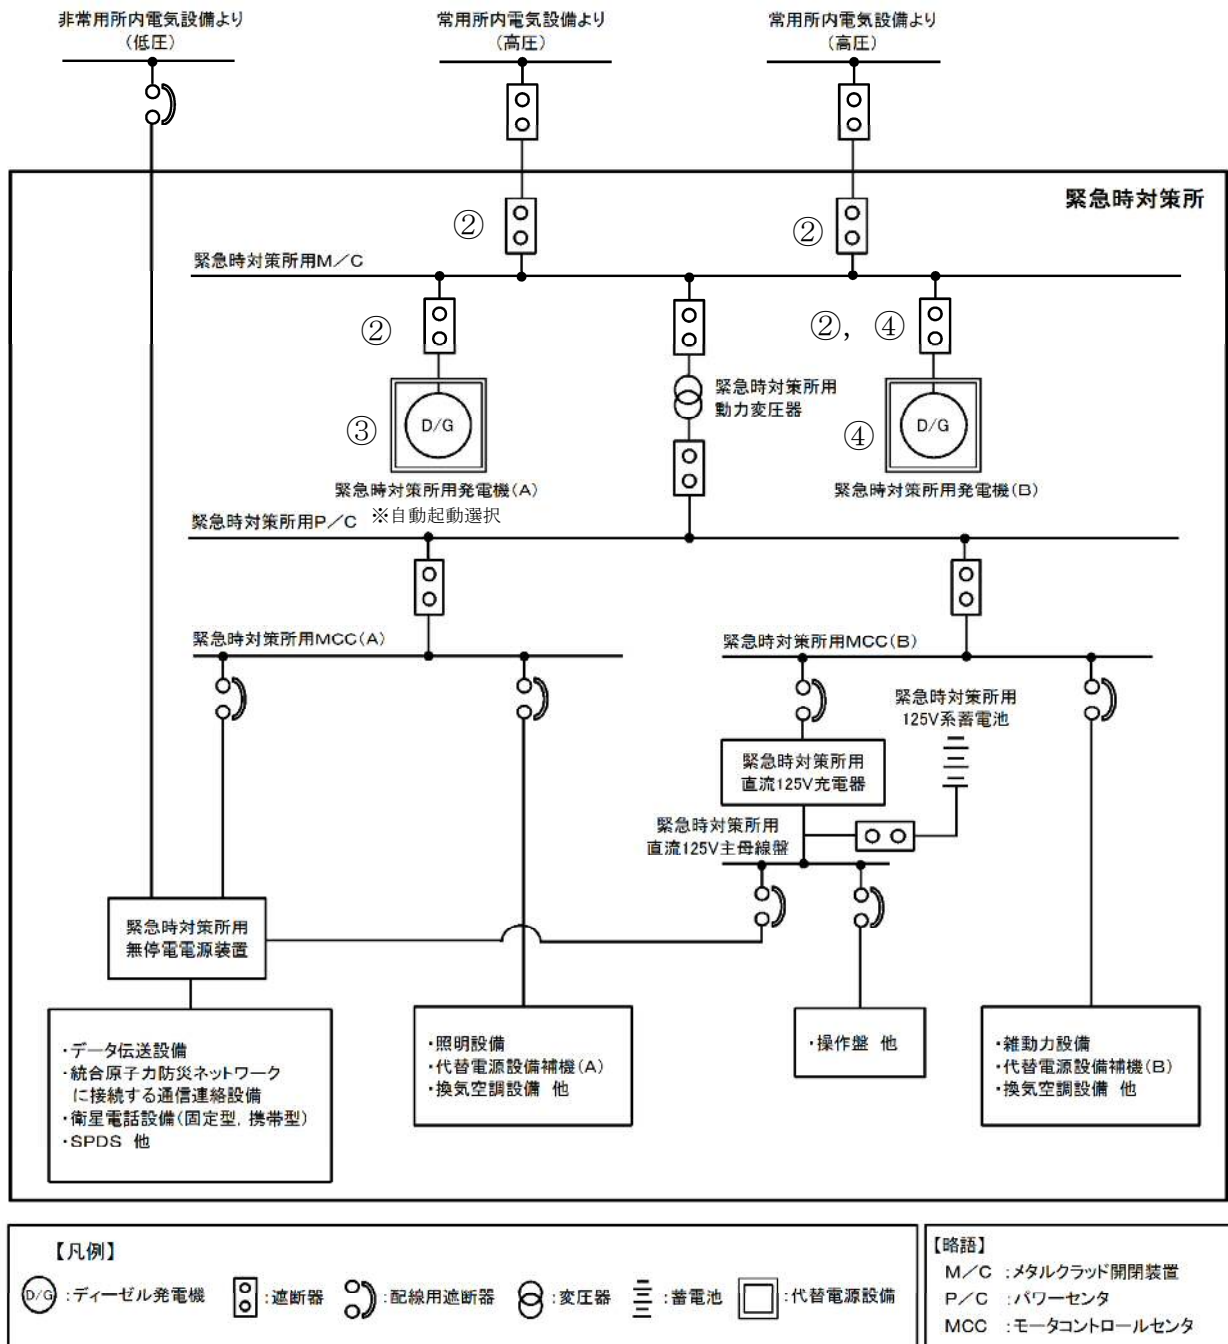 非常用所内電気設備より
（低圧）
常用所内電気設備より
（高圧）
常用所内電気設備より
（高圧）
緊急時対策所
②
②
緊急時対策所用M／C
②
②，④
緊急時対策所用
動力変圧器
③
D/G
④
D/G
緊急時対策所用発電機(A)
※自動起動選択
緊急時対策所用発電機(B)
緊急時対策所用P／C
緊急時対策所用MCC(A)
緊急時対策所用MCC(B)
緊急時対策所用
125V系蓄電池
緊急時対策所用
直流125V充電器
緊急時対策所用
直流125V主母線盤
緊急時対策所用
無停電電源装置
・データ伝送設備
・統合原子力防災ネットワーク
に接続する通信連絡設備
・衛星電話設備(固定型，携帯型)
・SPDS 他
・照明設備
・代替電源設備補機(A)
・換気空調設備 他
・操作盤 他
・雑動力設備
・代替電源設備補機(B)
・換気空調設備 他
【凡例】
D/G ：ディーゼル発電機
：遮断器
：配線用遮断器
：変圧器
：蓄電池
：代替電源設備
【略語】
M／C ：メタルクラッド開閉装置
P／C ：パワーセンタ
MCC ：モータコントロールセンタ